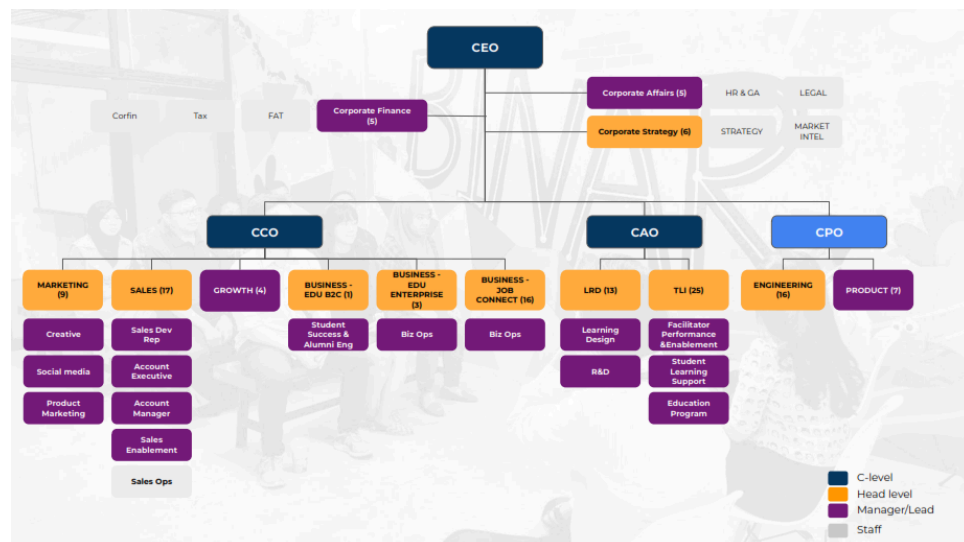 CEO
Corporate Affairs (5)
HR & GA
LEGAL
Corfin
Tax
FAT
Corporate Finance
(5)
Corporate Strategy (6)
STRATEGY
MARKET
INTEL
CCO
CAO
CPO
MARKETING
(9)
SALES (17)
GROWTH (4)
BUSINESS -
EDU B2C (1)
BUSINESS -
EDU
ENTERPRISE
(3)
BUSINESS -
JOB
CONNECT (16)
LRD (13)
TLI (25)
ENGINEERING
(16)
PRODUCT (7)
Creative
Sales Dev
Rep
Student
Success &
Alumni Eng
Biz Ops
Biz Ops
Learning
Design
Facilitator
Performance
&Enablement
Social media
Account
Executive
R&D
Student
Learning
Support
Product
Marketing
Account
Manager
Education
Program
Sales
Enablement
Sales Ops
C-level
Head level
Manager/Lead
Staff
BINAR